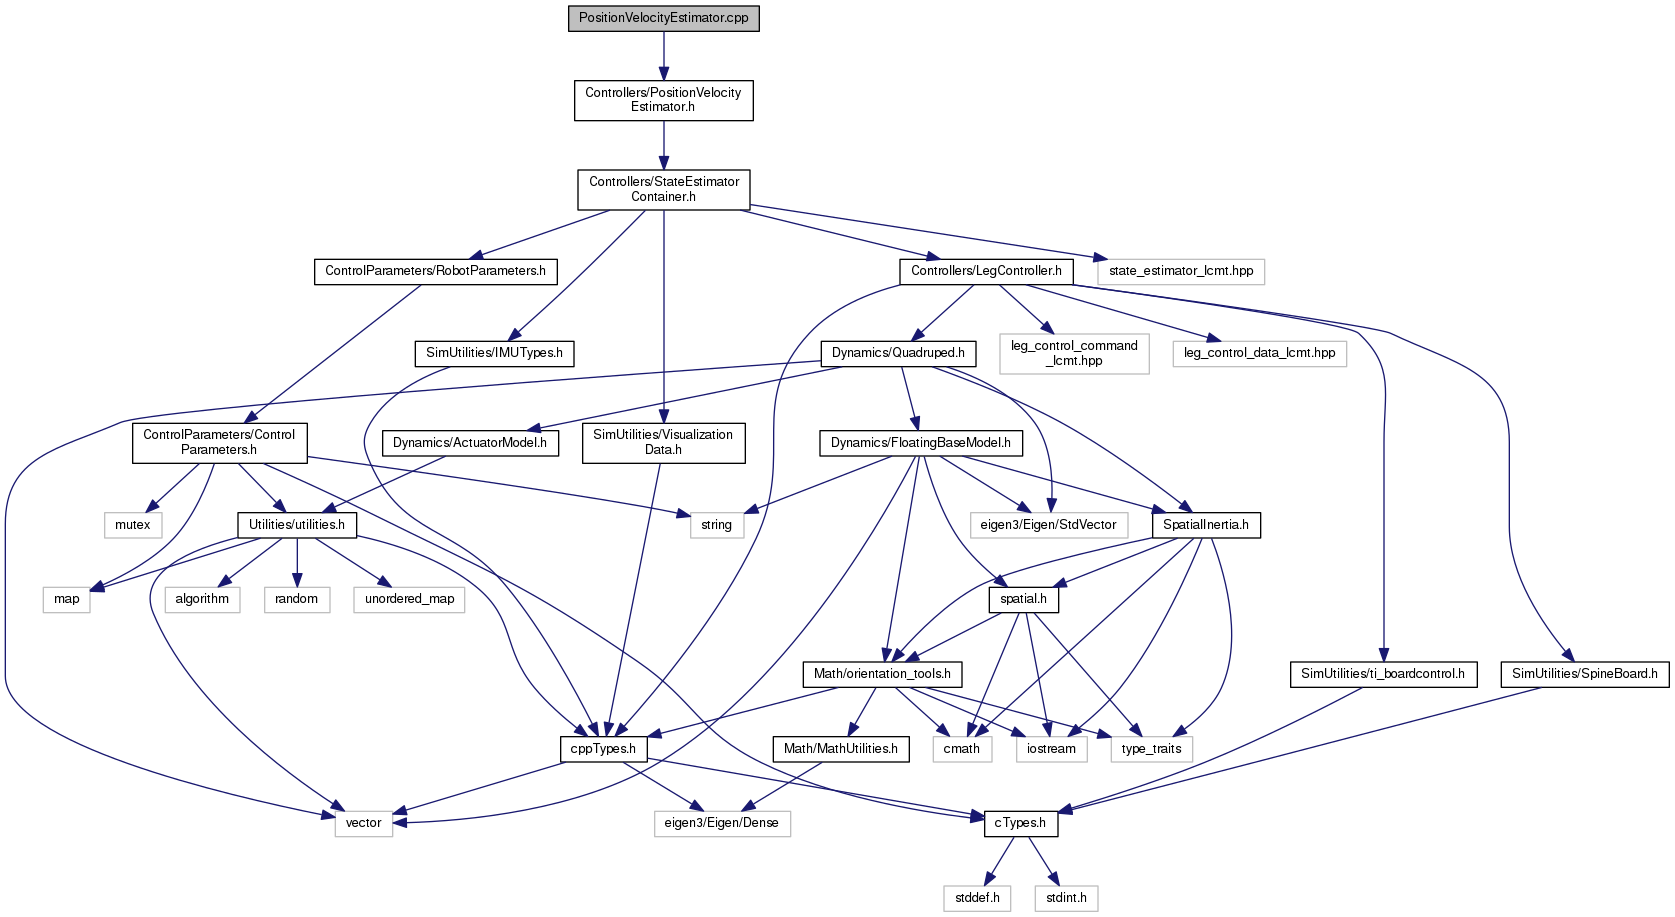 PositionVelocityEstimator.cpp
Controllers/PositionVelocity
Estimator.h
Controllers/StateEstimator
Container.h
ControlParameters/RobotParameters.h
Controllers/LegController.h
state_estimator_lcmt.hpp
SimUtilities/IMUTypes.h
Dynamics/Quadruped.h
leg_control_command
_lcmt.hpp
leg_control_data_lcmt.hpp
ControlParameters/Control
Parameters.h
Dynamics/ActuatorModel.h
SimUtilities/Visualization
Data.h
Dynamics/FloatingBaseModel.h
mutex
Utilities/utilities.h
string
eigen3/Eigen/StdVector
SpatialInertia.h
map
algorithm
random
unordered_map
spatial.h
Math/orientation_tools.h
SimUtilities/ti_boardcontrol.h
SimUtilities/SpineBoard.h
cppTypes.h
Math/MathUtilities.h
cmath
iostream
type_traits
vector
eigen3/Eigen/Dense
cTypes.h
stddef.h
stdint.h